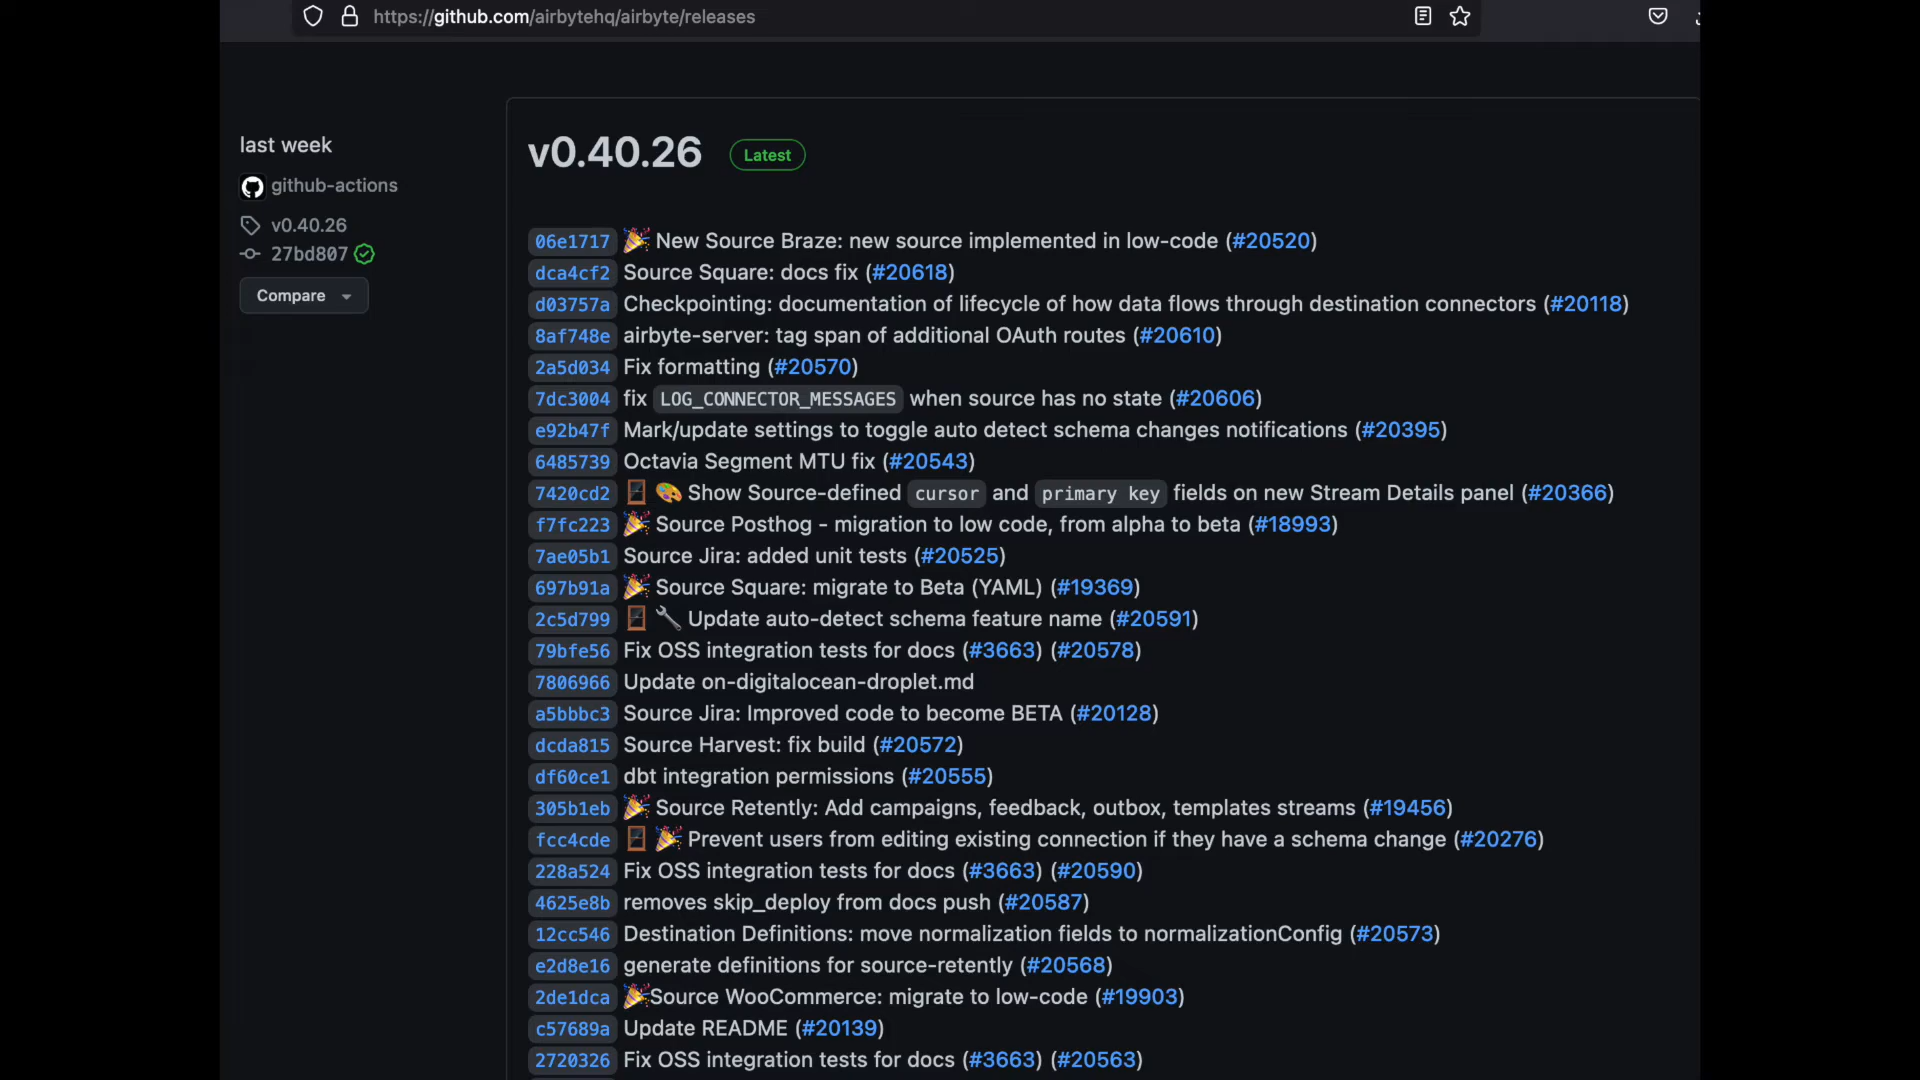 https://github.com/airbytehq/airbyte/releases
last week
github-actions
v0.40.26
27bd807
Compare
v0.40.26 Latest
06e1717 🎉 New Source Braze: new source implemented in low-code (#20520)
dca4cf2 Source Square: docs fix (#20618)
d03757a Checkpointing: documentation of lifecycle of how data flows through destination connectors (#20118)
8af748e airbyte-server: tag span of additional OAuth routes (#20610)
2a5d034 Fix formatting (#20570)
7dc3004 fix LOG_CONNECTOR_MESSAGES when source has no state (#20606)
e92b47f Mark/update settings to toggle auto detect schema changes notifications (#20395)
6485739 Octavia Segment MTU fix (#20543)
7420cd2 🚪 🎨 Show Source-defined cursor and primary key fields on new Stream Details panel (#20366)
f7fc223 🎉 Source Posthog - migration to low code, from alpha to beta (#18993)
7ae05b1 Source Jira: added unit tests (#20525)
697b91a 🎉 Source Square: migrate to Beta (YAML) (#19369)
2c5d799 🚪 🔧 Update auto-detect schema feature name (#20591)
79bfe56 Fix OSS integration tests for docs (#3663) (#20578)
7806966 Update on-digitalocean-droplet.md
a5bbbc3 Source Jira: Improved code to become BETA (#20128)
dcda815 Source Harvest: fix build (#20572)
df60ce1 dbt integration permissions (#20555)
305b1eb 🎉 Source Retently: Add campaigns, feedback, outbox, templates streams (#19456)
fcc4cde 🚪 🎉 Prevent users from editing existing connection if they have a schema change (#20276)
228a524 Fix OSS integration tests for docs (#3663) (#20590)
4625e8b removes skip_deploy from docs push (#20587)
12cc546 Destination Definitions: move normalization fields to normalizationConfig (#20573)
e2d8e16 generate definitions for source-retently (#20568)
2de1dca 🎉Source WooCommerce: migrate to low-code (#19903)
c57689a Update README (#20139)
2720326 Fix OSS integration tests for docs (#3663) (#20563)